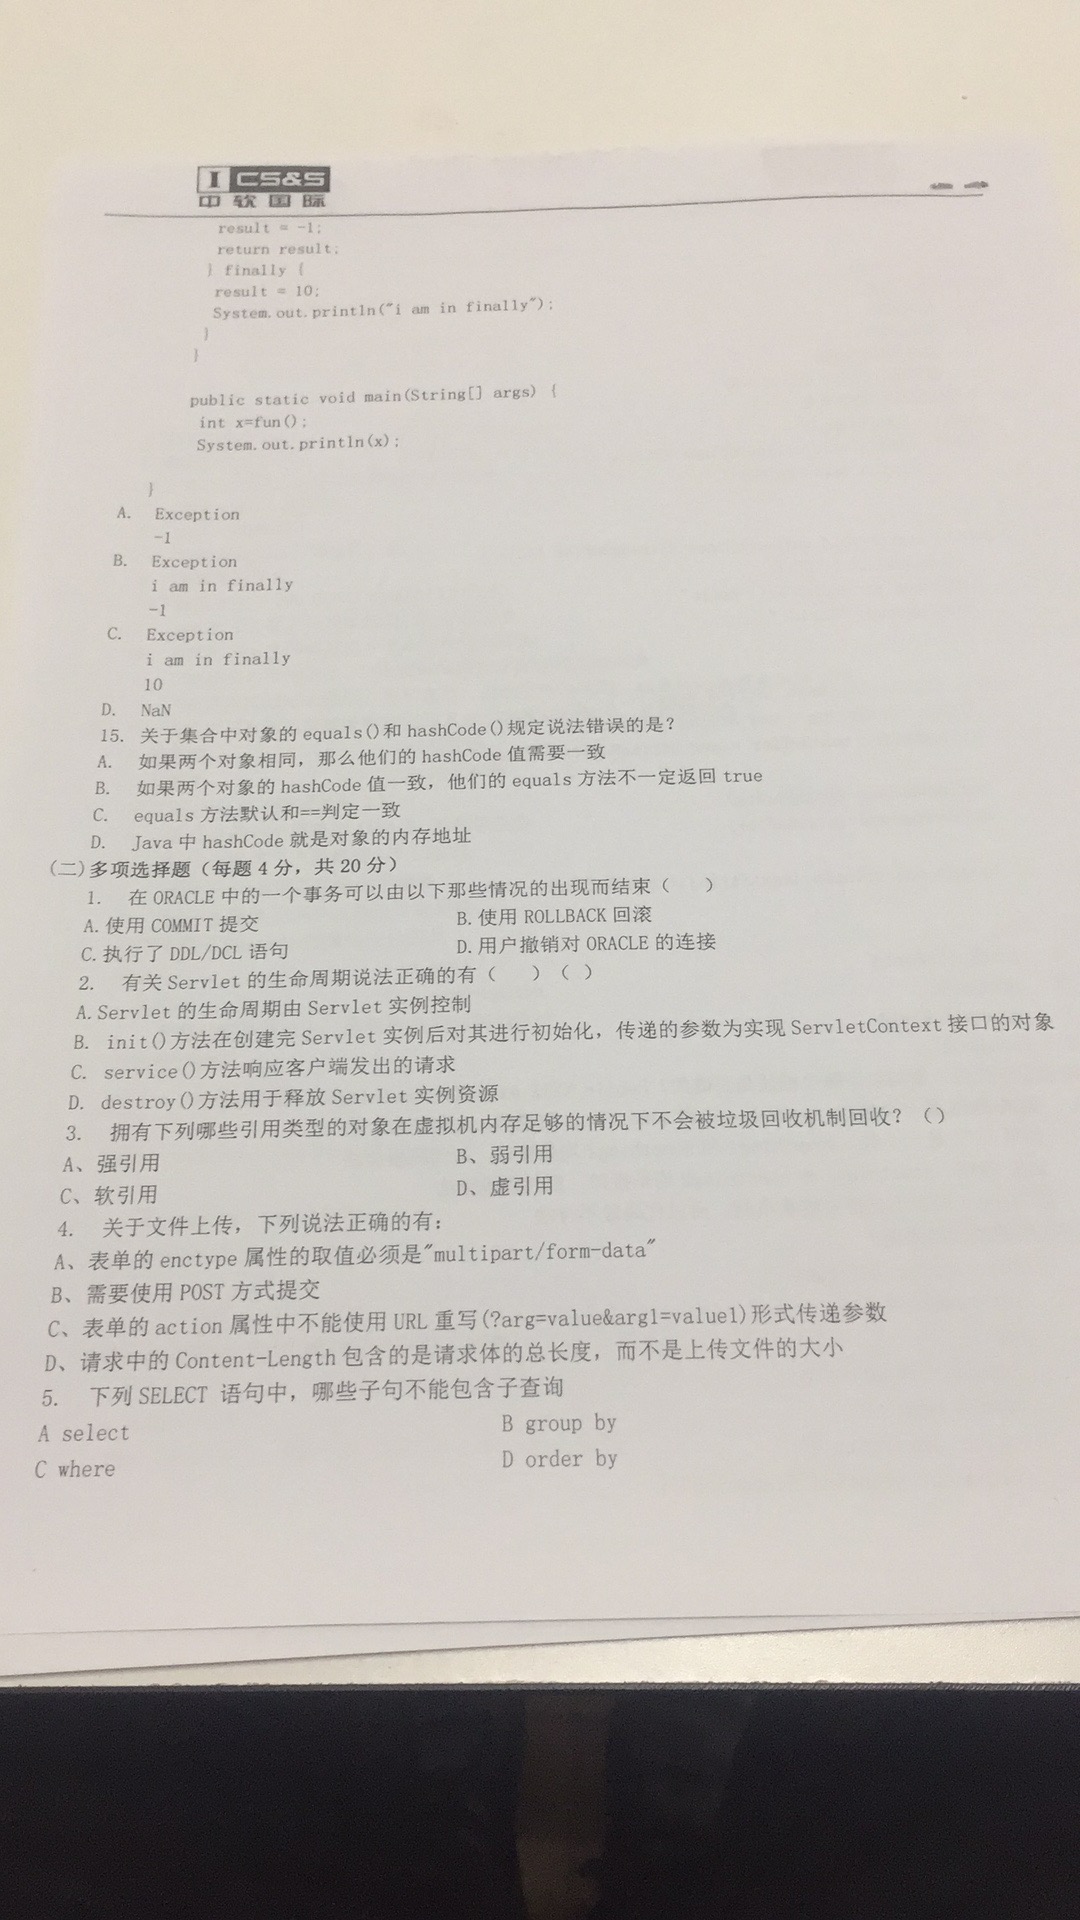 I CS&S
中软国际
result = -1;
return result;
} finally {
result = 10;
System.out.println("i am in finally");
}
}
public static void main(String[] args) {
int x=fun();
System.out.println(x);
}
A. Exception
-1
B. Exception
i am in finally
-1
C. Exception
i am in finally
10
D. NaN
15. 关于集合中对象的 equals()和 hashCode()规定说法错误的是？
A. 如果两个对象相同，那么他们的 hashCode 值需要一致
B. 如果两个对象的 hashCode 值一致，他们的 equals 方法不一定返回 true
C. equals 方法默认和==判定一致
D. Java 中 hashCode 就是对象的内存地址
(二)多项选择题（每题 4 分，共 20 分）
1. 在 ORACLE 中的一个事务可以由以下那些情况的出现而结束（ ）
A. 使用 COMMIT 提交 B. 使用 ROLLBACK 回滚
C. 执行了 DDL/DCL 语句 D. 用户撤销对 ORACLE 的连接
2. 有关 Servlet 的生命周期说法正确的有（ ）（ ）
A. Servlet 的生命周期由 Servlet 实例控制
B. init()方法在创建完 Servlet 实例后对其进行初始化，传递的参数为实现 ServletContext 接口的对象
C. service()方法响应客户端发出的请求
D. destroy()方法用于释放 Servlet 实例资源
3. 拥有下列哪些引用类型的对象在虚拟机内存足够的情况下不会被垃圾回收机制回收？（）
A、强引用 B、弱引用
C、软引用 D、虚引用
4. 关于文件上传，下列说法正确的有：
A、表单的 enctype 属性的取值必须是"multipart/form-data"
B、需要使用 POST 方式提交
C、表单的 action 属性中不能使用 URL 重写(?arg=value&arg1=value1)形式传递参数
D、请求中的 Content-Length 包含的是请求体的总长度，而不是上传文件的大小
5. 下列 SELECT 语句中，哪些子句不能包含子查询
A select B group by
C where D order by